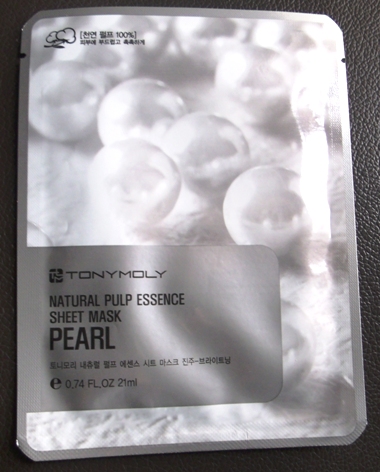 [천연 펄프 100%]
피부에 부드럽고 촉촉하게
TONYMOLY
NATURAL PULP ESSENCE
SHEET MASK
PEARL
토니모리 내츄럴 펄프 에센스 시트 마스크 진주-브라이트닝
e 0.74 FL.OZ 21ml